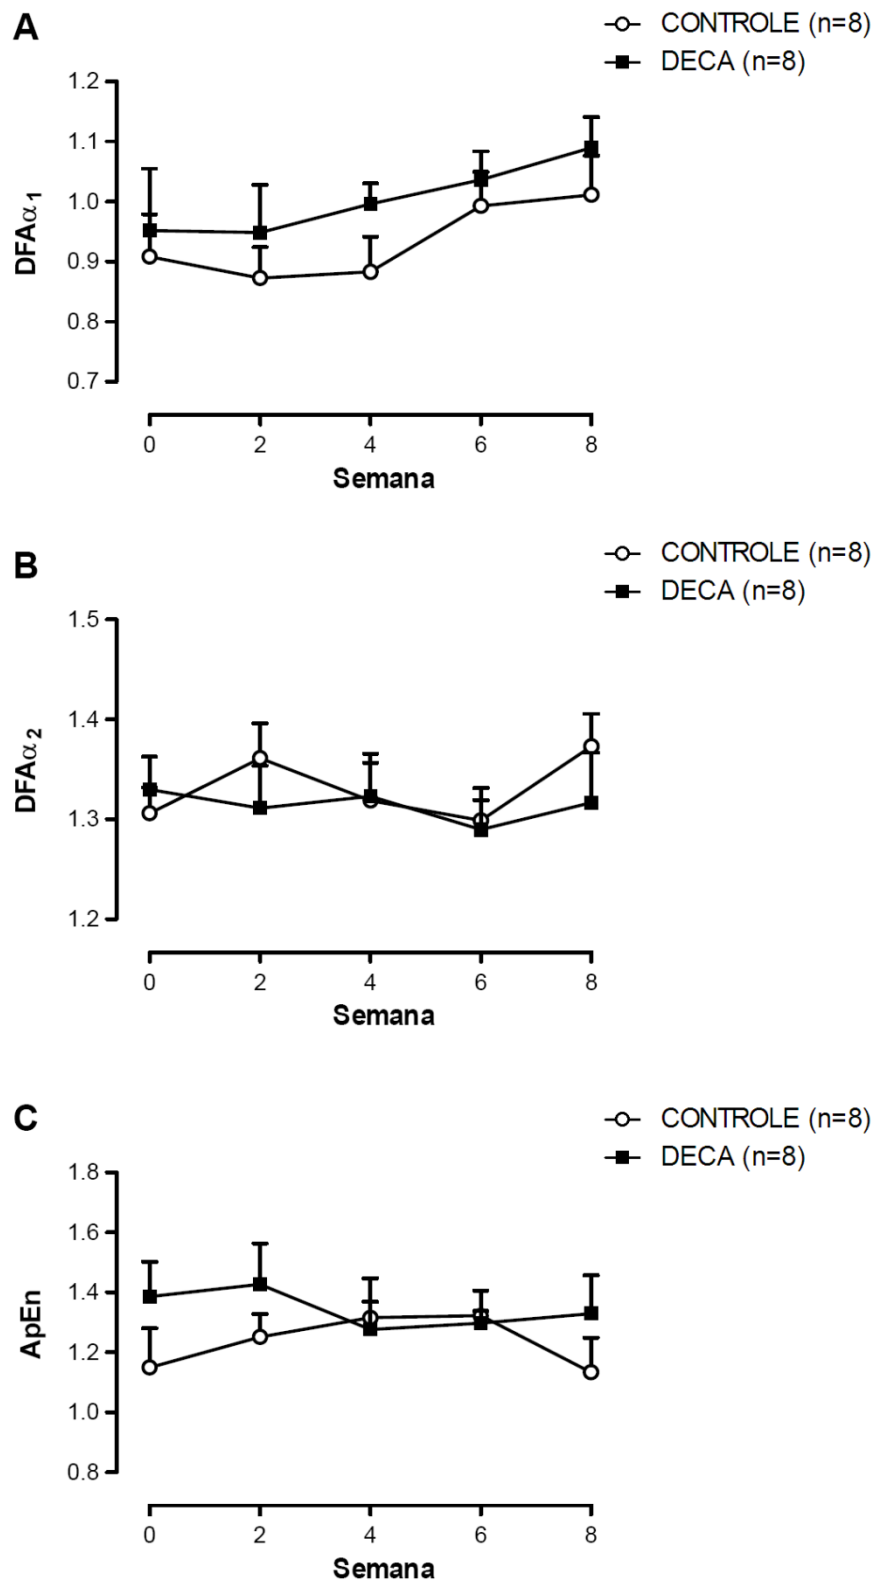 A
CONTROLE (n=8)
DECA (n=8)
1.2
1.1
1.0
0.9
0.8
0.7
DFAα1
0 2 4 6 8
Semana
B
CONTROLE (n=8)
DECA (n=8)
1.5
1.4
1.3
1.2
DFAα2
0 2 4 6 8
Semana
C
CONTROLE (n=8)
DECA (n=8)
1.8
1.6
1.4
1.2
1.0
0.8
ApEn
0 2 4 6 8
Semana